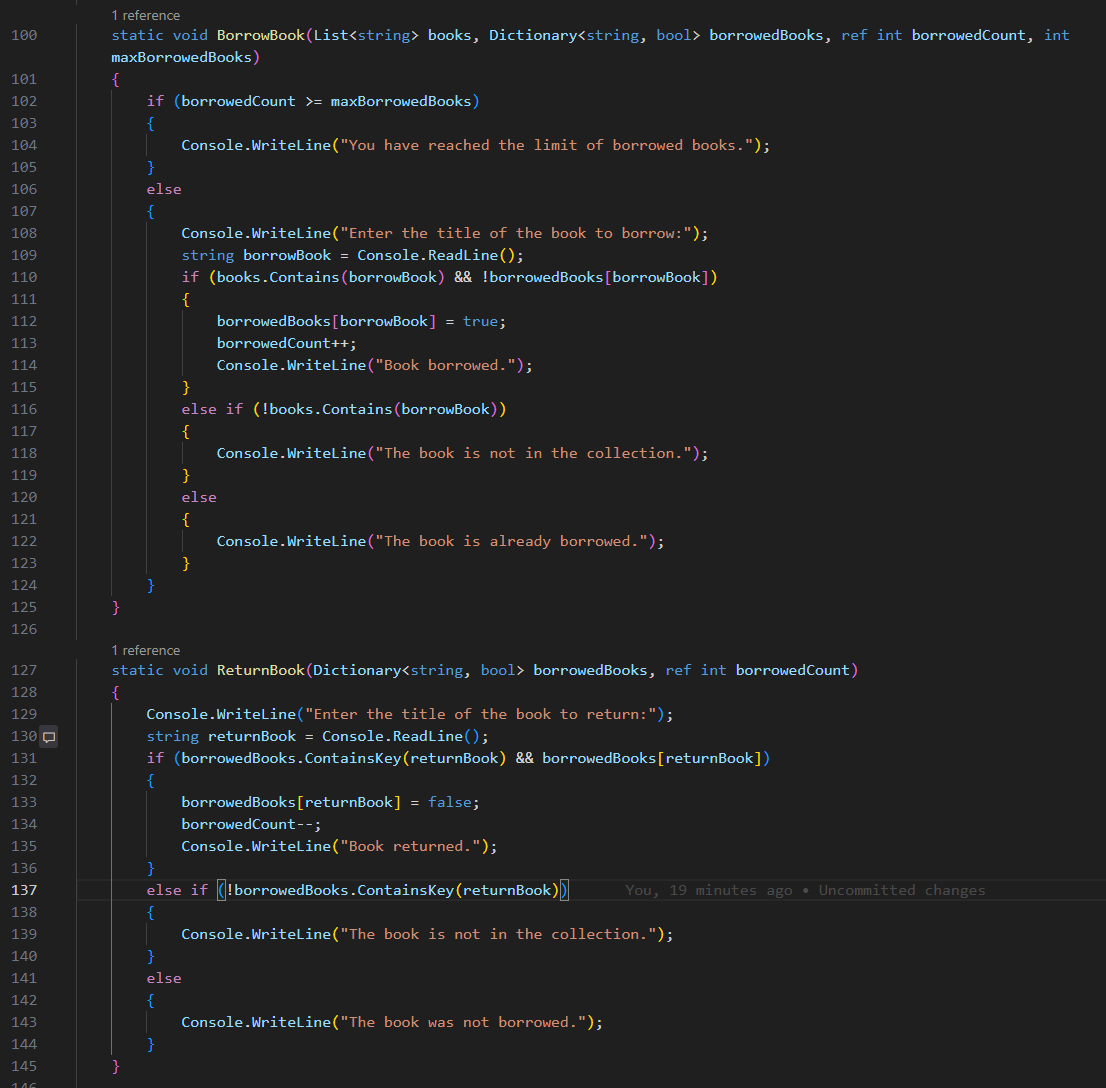 1 reference
100 static void BorrowBook(List<string> books, Dictionary<string, bool> borrowedBooks, ref int borrowedCount, int
maxBorrowedBooks)
101 {
102 if (borrowedCount >= maxBorrowedBooks)
103 {
104 Console.WriteLine("You have reached the limit of borrowed books.");
105 }
106 else
107 {
108 Console.WriteLine("Enter the title of the book to borrow:");
109 string borrowBook = Console.ReadLine();
110 if (books.Contains(borrowBook) && !borrowedBooks[borrowBook])
111 {
112 borrowedBooks[borrowBook] = true;
113 borrowedCount++;
114 Console.WriteLine("Book borrowed.");
115 }
116 else if (!books.Contains(borrowBook))
117 {
118 Console.WriteLine("The book is not in the collection.");
119 }
120 else
121 {
122 Console.WriteLine("The book is already borrowed.");
123 }
124 }
125 }
126
1 reference
127 static void ReturnBook(Dictionary<string, bool> borrowedBooks, ref int borrowedCount)
128 {
129 Console.WriteLine("Enter the title of the book to return:");
130 string returnBook = Console.ReadLine();
131 if (borrowedBooks.ContainsKey(returnBook) && borrowedBooks[returnBook])
132 {
133 borrowedBooks[returnBook] = false;
134 borrowedCount--;
135 Console.WriteLine("Book returned.");
136 }
137 else if (!borrowedBooks.ContainsKey(returnBook)) You, 19 minutes ago • Uncommitted changes
138 {
139 Console.WriteLine("The book is not in the collection.");
140 }
141 else
142 {
143 Console.WriteLine("The book was not borrowed.");
144 }
145 }
146